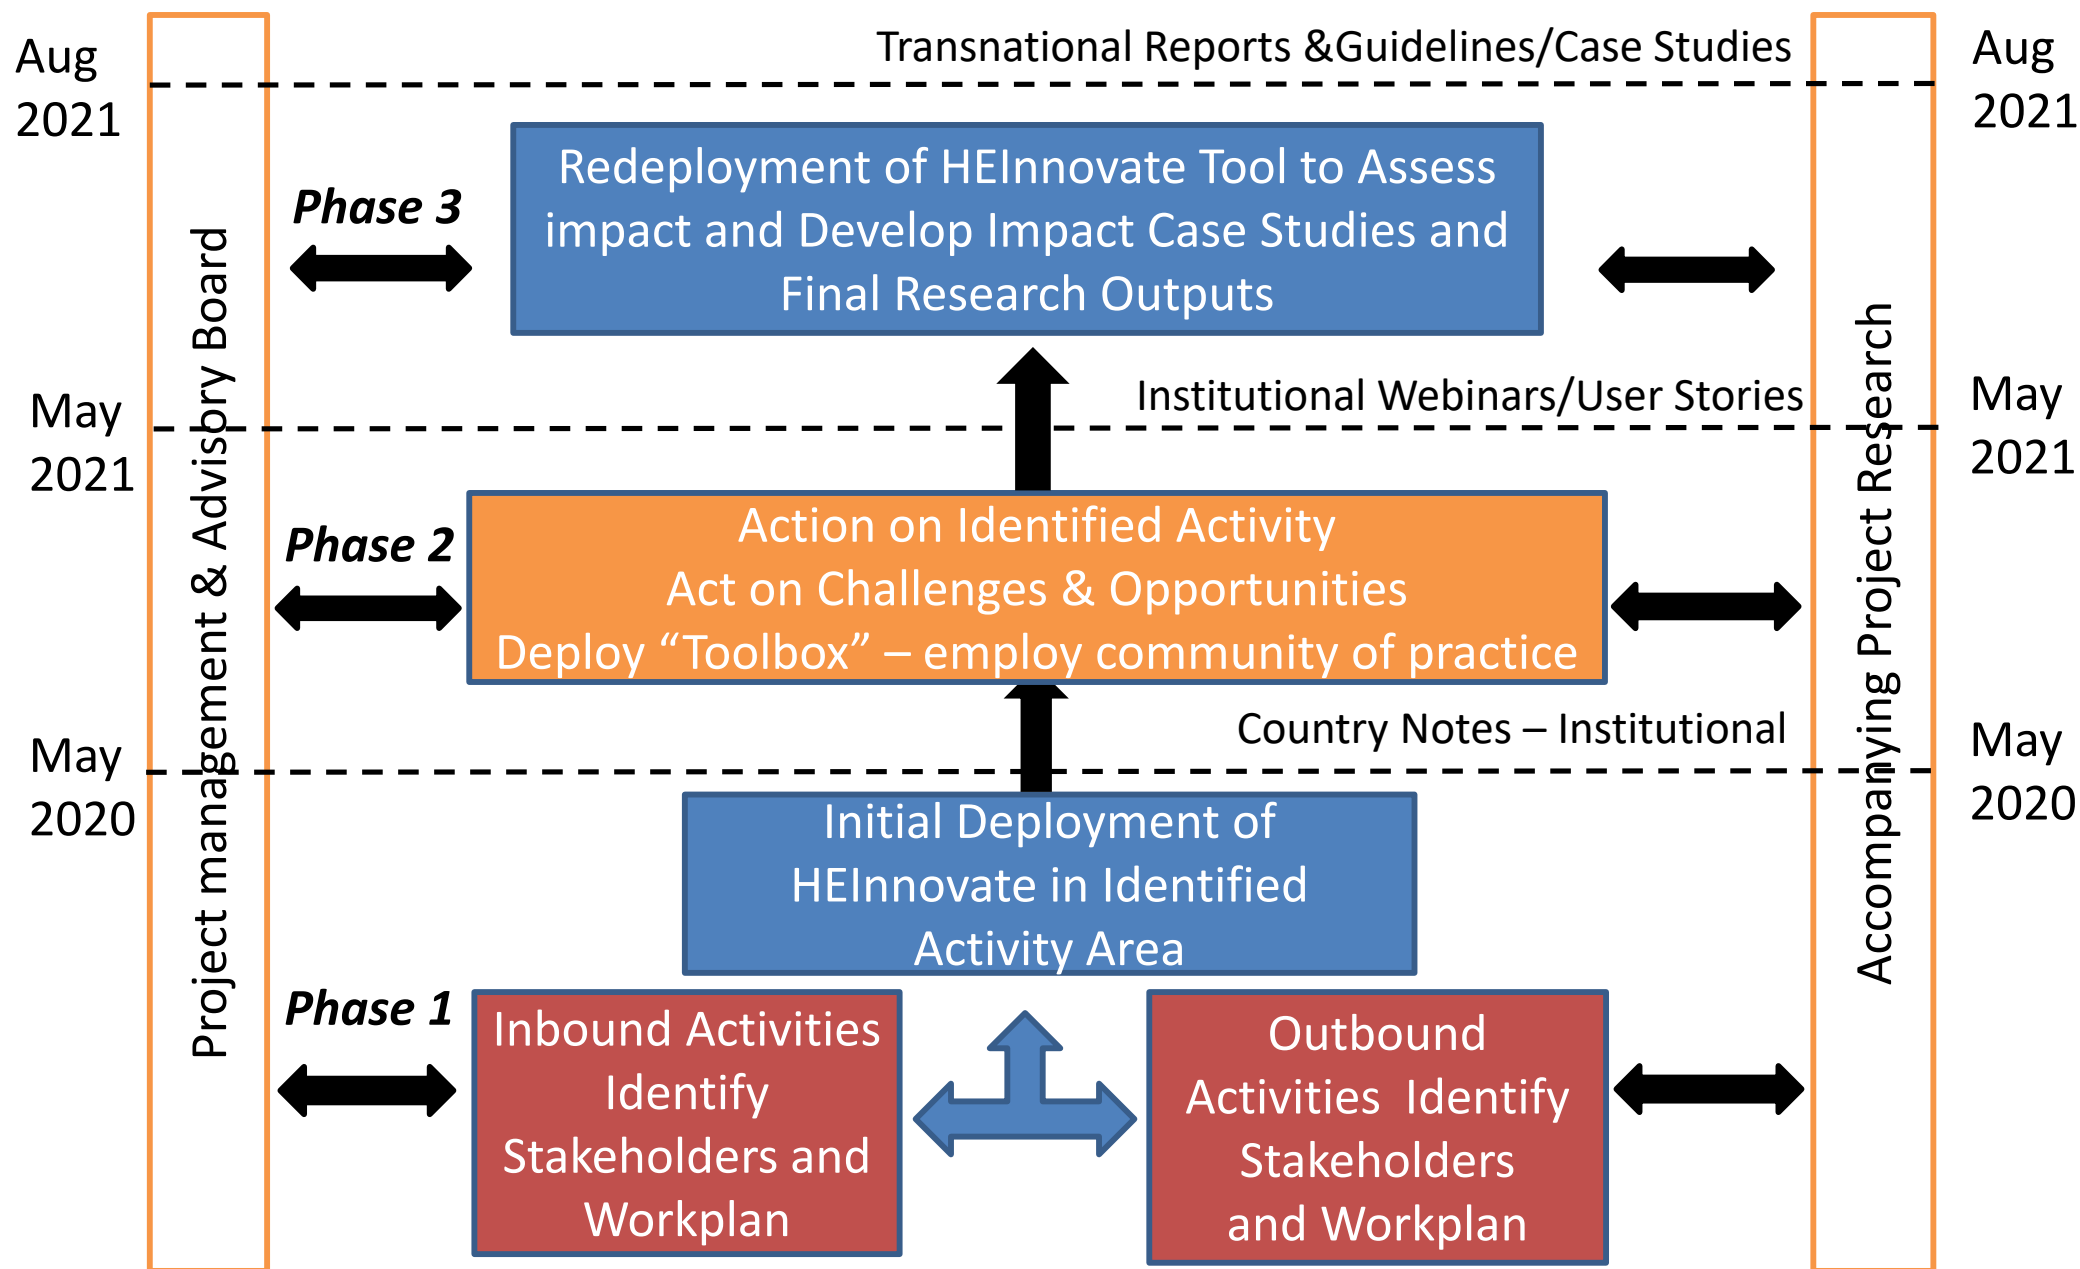 Aug
2021
Transnational Reports &Guidelines/Case Studies
Aug
2021
Redeployment of HEInnovate Tool to Assess
impact and Develop Impact Case Studies and
Final Research Outputs
Phase 3
Project management & Advisory Board
Accompanying Project Research
May
2021
Institutional Webinars/User Stories
May
2021
Phase 2
Action on Identified Activity
Act on Challenges & Opportunities
Deploy “Toolbox” – employ community of practice
May
2020
Country Notes – Institutional
May
2020
Initial Deployment of
HEInnovate in Identified
Activity Area
Phase 1
Inbound Activities
Identify
Stakeholders and
Workplan
Outbound
Activities  Identify
Stakeholders
and Workplan